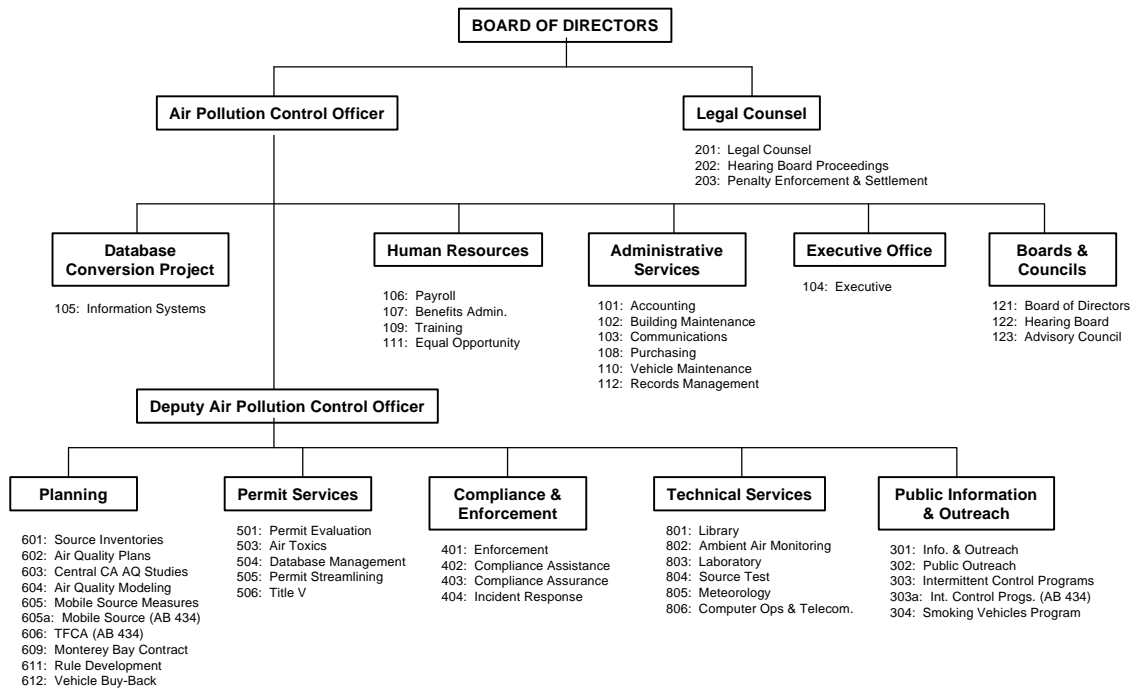 BOARD OF DIRECTORS
Air Pollution Control Officer
Legal Counsel
201: Legal Counsel
202: Hearing Board Proceedings
203: Penalty Enforcement & Settlement
Database
Conversion Project
105: Information Systems
Human Resources
106: Payroll
107: Benefits Admin.
109: Training
111: Equal Opportunity
Administrative
Services
101: Accounting
102: Building Maintenance
103: Communications
108: Purchasing
110: Vehicle Maintenance
112: Records Management
Executive Office
104: Executive
Boards &
Councils
121: Board of Directors
122: Hearing Board
123: Advisory Council
Deputy Air Pollution Control Officer
Planning
601: Source Inventories
602: Air Quality Plans
603: Central CA AQ Studies
604: Air Quality Modeling
605: Mobile Source Measures
605a: Mobile Source (AB 434)
606: TFCA (AB 434)
609: Monterey Bay Contract
611: Rule Development
612: Vehicle Buy-Back
Permit Services
501: Permit Evaluation
503: Air Toxics
504: Database Management
505: Permit Streamlining
506: Title V
Compliance &
Enforcement
401: Enforcement
402: Compliance Assistance
403: Compliance Assurance
404: Incident Response
Technical Services
801: Library
802: Ambient Air Monitoring
803: Laboratory
804: Source Test
805: Meteorology
806: Computer Ops & Telecom.
Public Information
& Outreach
301: Info. & Outreach
302: Public Outreach
303: Intermittent Control Programs
303a: Int. Control Progs. (AB 434)
304: Smoking Vehicles Program